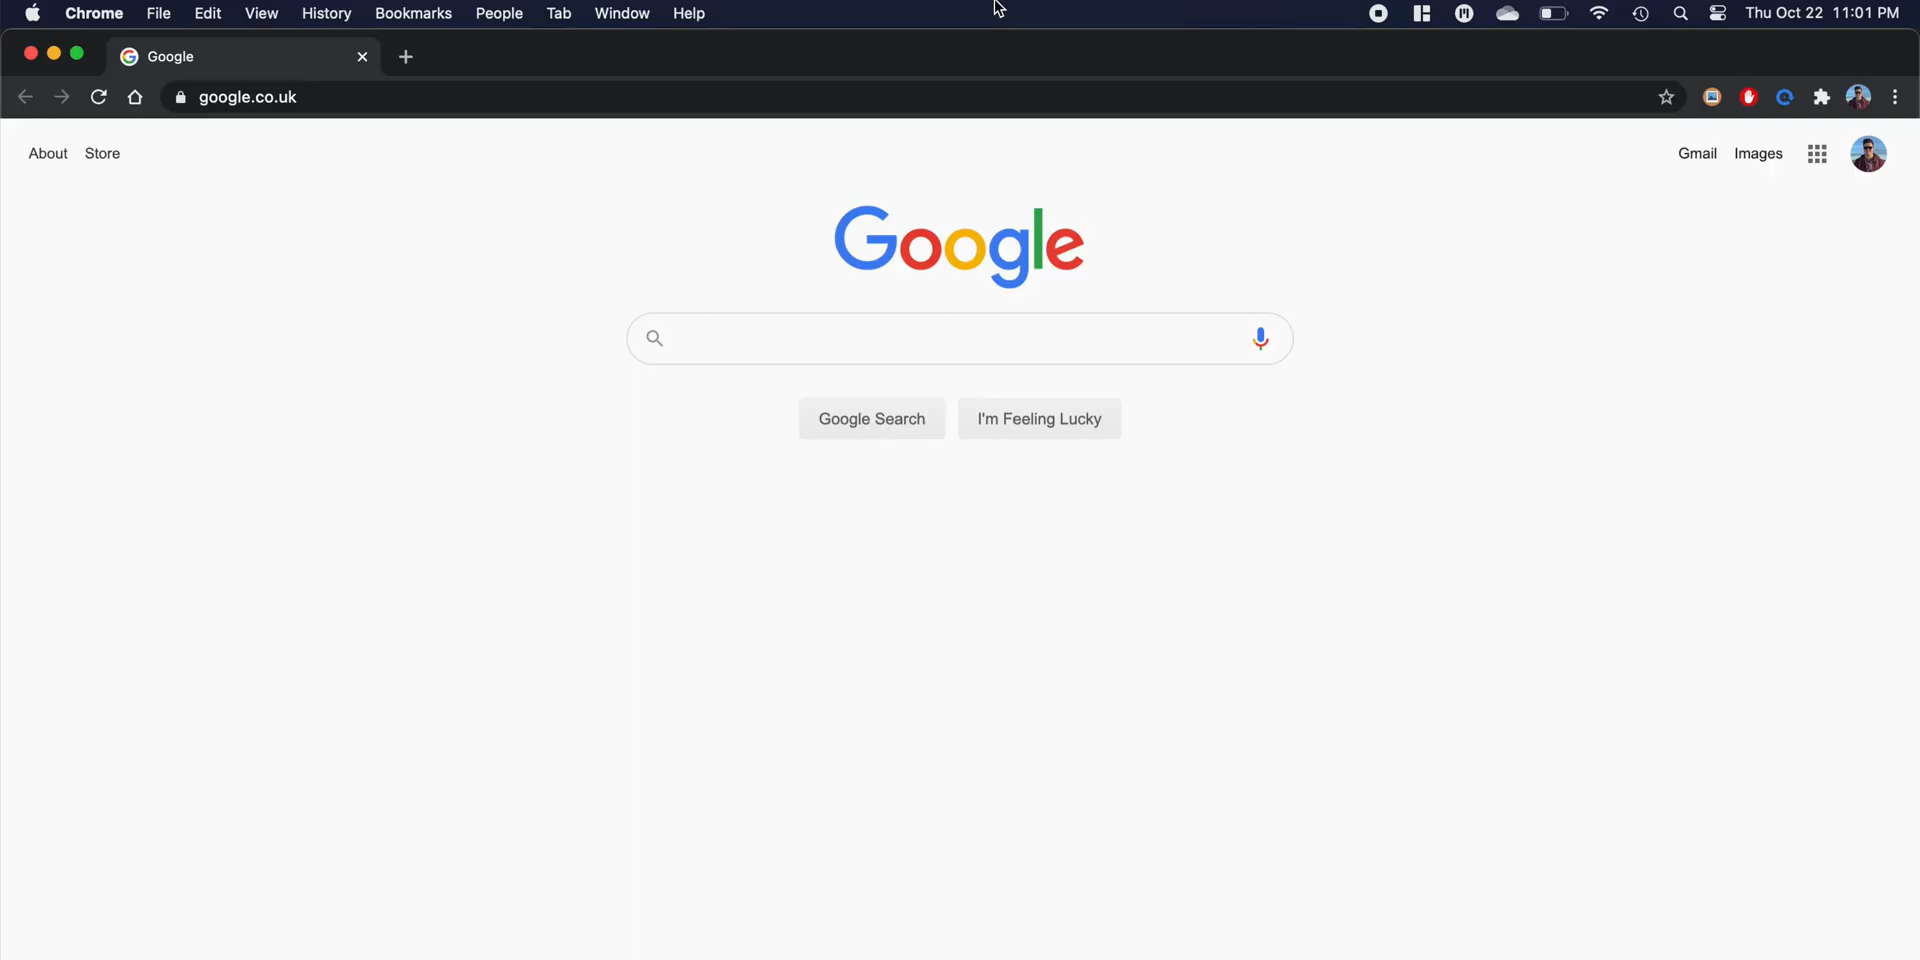 Chrome File Edit View History Bookmarks People Tab Window Help Thu Oct 22 11:01 PM
Google
google.co.uk
About Store Gmail Images
Google
Google Search I'm Feeling Lucky